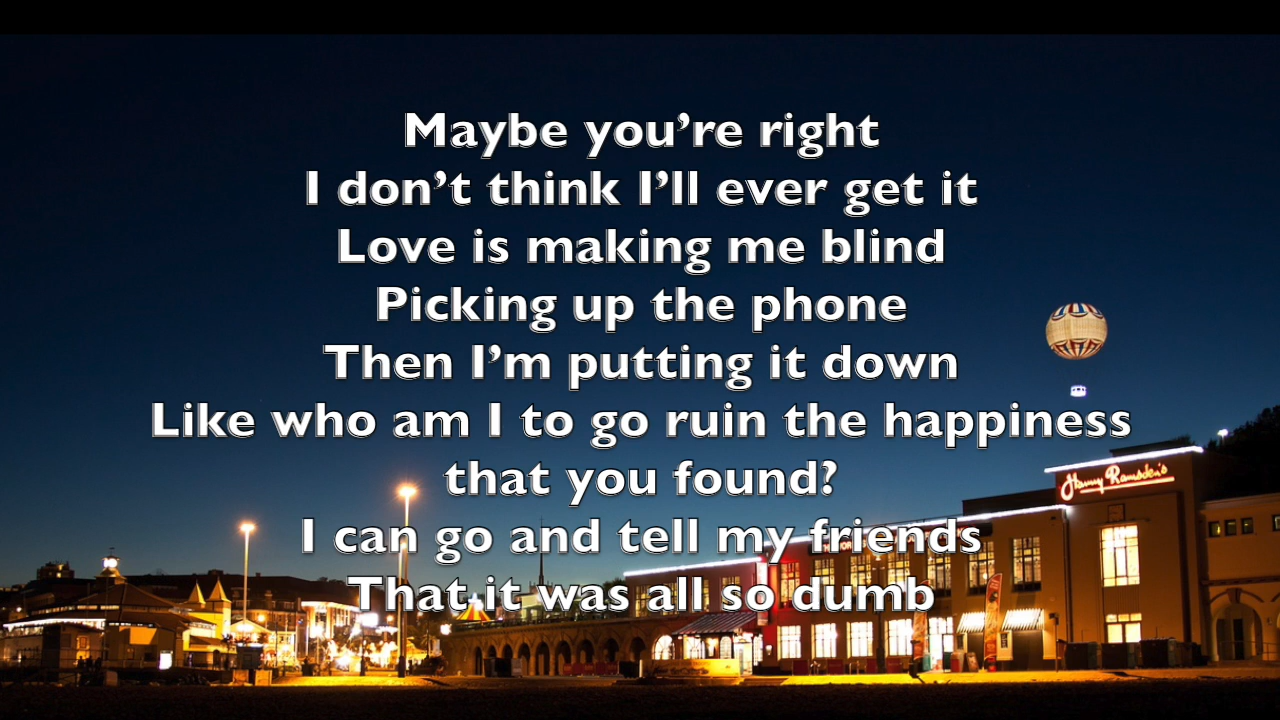 Maybe you’re right
I don’t think I’ll ever get it
Love is making me blind
Picking up the phone
Then I’m putting it down
Like who am I to go ruin the happiness
that you found?
I can go and tell my friends
That it was all so dumb
Harry Ramsden's